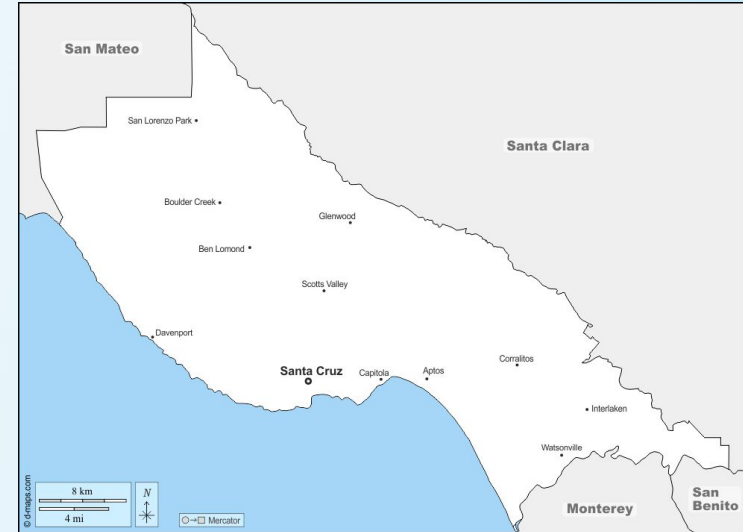 San Mateo
San Lorenzo Park
Santa Clara
Boulder Creek
Glenwood
Ben Lomond
Scotts Valley
Davenport
Santa Cruz
Capitola
Aptos
Corralitos
Interlaken
Watsonville
8 km
4 mi
N
Mercator
Monterey
San
Benito
© d-maps.com